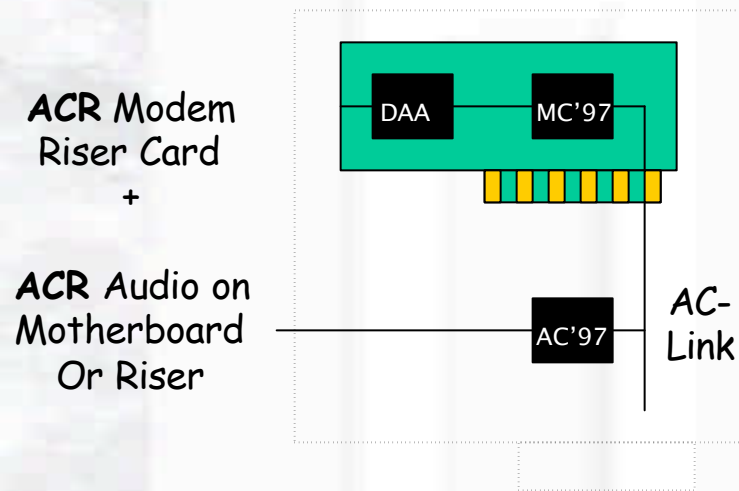 ACR Modem
Riser Card
+
ACR Audio on
Motherboard
Or Riser
DAA
MC’97
AC’97
AC-
Link